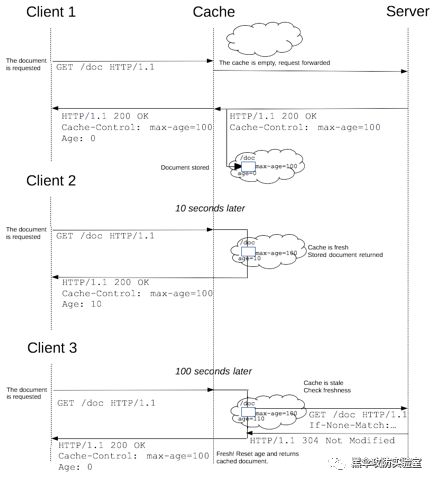 Client 1
Cache
Server
The document
is requested
GET /doc HTTP/1.1
The cache is empty, request forwarded
HTTP/1.1 200 OK
Cache-Control: max-age=100
Age: 0
HTTP/1.1 200 OK
Cache-Control: max-age=100
Document stored
/doc
max-age=100
age=0
Client 2
10 seconds later
The document
is requested
GET /doc HTTP/1.1
/doc
max-age=100
age=10
Cache is fresh
Stored document returned
HTTP/1.1 200 OK
Cache-Control: max-age=100
Age: 10
Client 3
100 seconds later
The document
is requested
GET /doc HTTP/1.1
Cache is stale
Check freshness
/doc
max-age=100
age=110
GET /doc HTTP/1.1
If-None-Match:…
HTTP/1.1 304 Not Modified
HTTP/1.1 200 OK
Cache-Control: max-age=100
Age: 0
Fresh! Reset age and returns
cached document.
黑伞攻防实验室